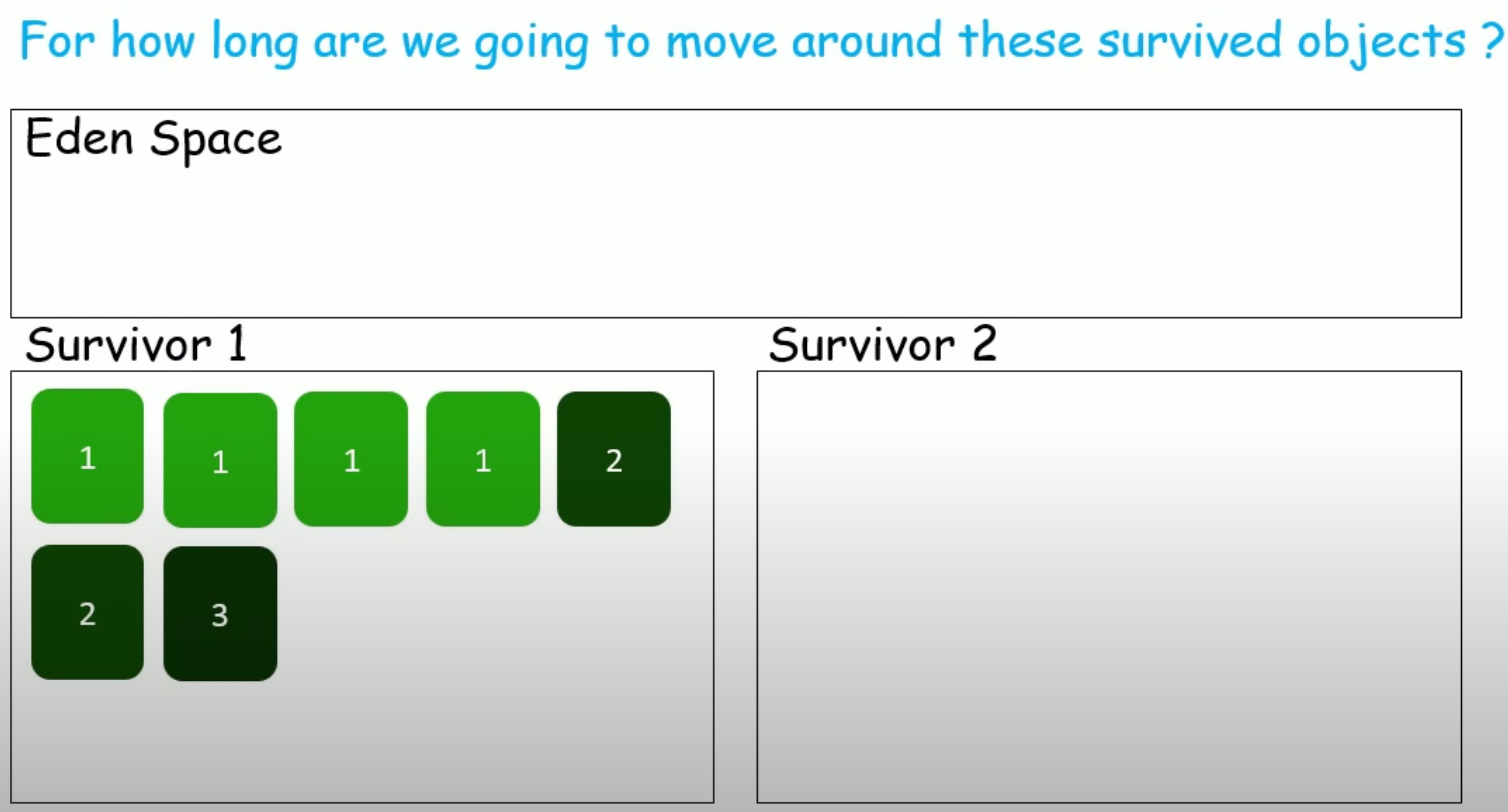 For how long are we going to move around these survived objects ?
Eden Space
Survivor 1
Survivor 2
1 1 1 1 2
2 3